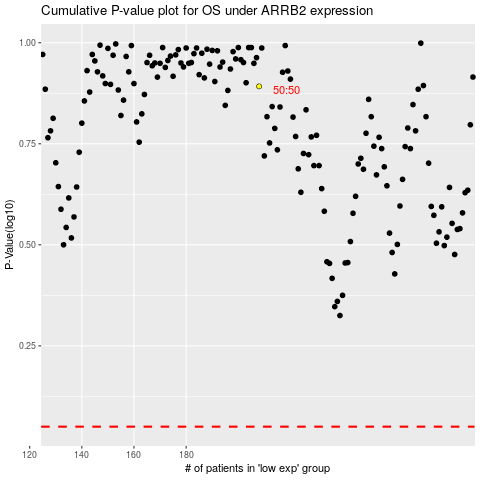 Cumulative P-value plot for OS under ARRB2 expression
P-Value(log10)
1.00
0.75
0.50
0.25
50:50
120 140 160 180
# of patients in 'low exp' group